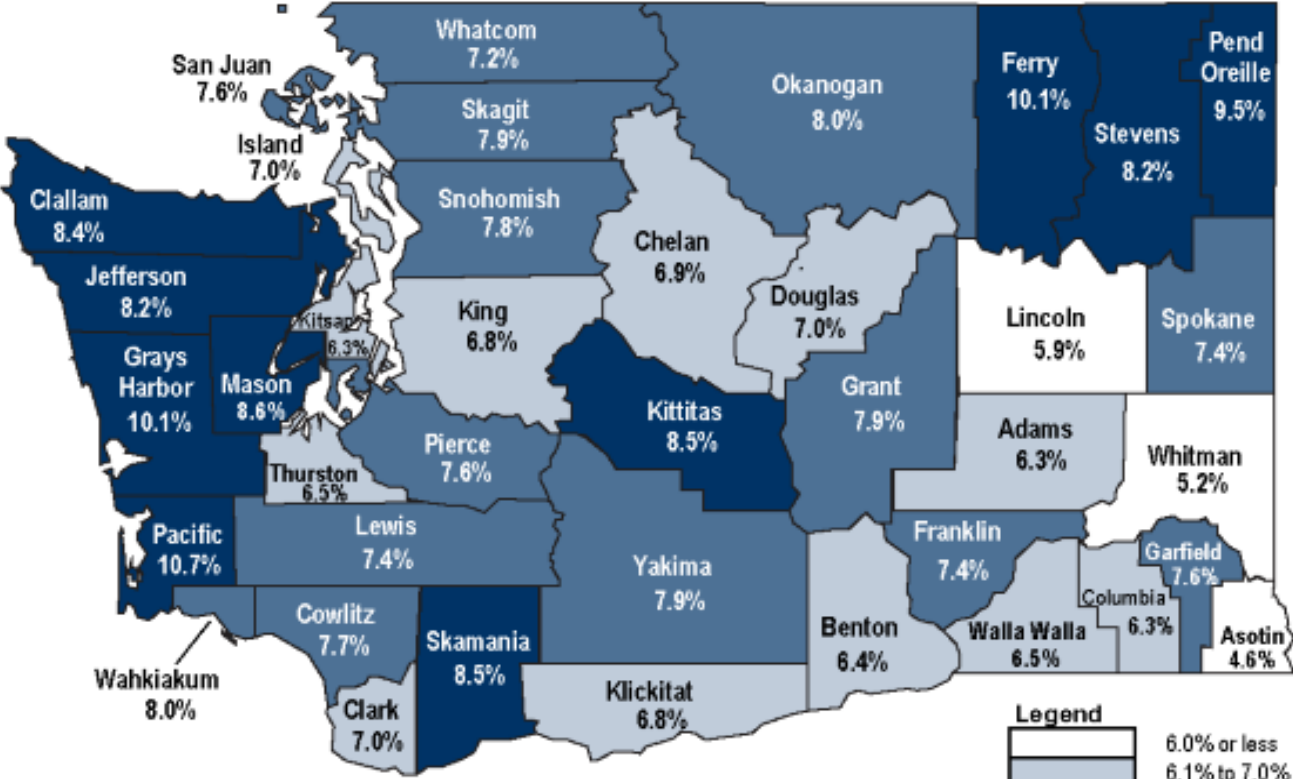 Whatcom
7.2%
San Juan
7.6%
Skagit
7.9%
Island
7.0%
Okanogan
8.0%
Ferry
10.1%
Stevens
8.2%
Pend
Oreille
9.5%
Clallam
8.4%
Snohomish
7.8%
Chelan
6.9%
Jefferson
8.2%
King
6.8%
Kitsap
6.3%
Douglas
7.0%
Lincoln
5.9%
Spokane
7.4%
Grays
Harbor
10.1%
Mason
8.6%
Kittitas
8.5%
Grant
7.9%
Pierce
7.6%
Adams
6.3%
Whitman
5.2%
Thurston
6.5%
Pacific
10.7%
Lewis
7.4%
Yakima
7.9%
Franklin
7.4%
Garfield
7.6%
Cowlitz
7.7%
Skamania
8.5%
Benton
6.4%
Walla Walla
6.5%
Columbia
6.3%
Asotin
4.6%
Wahkiakum
8.0%
Clark
7.0%
Klickitat
6.8%
Legend
6.0% or less
6.1% to 7.0%